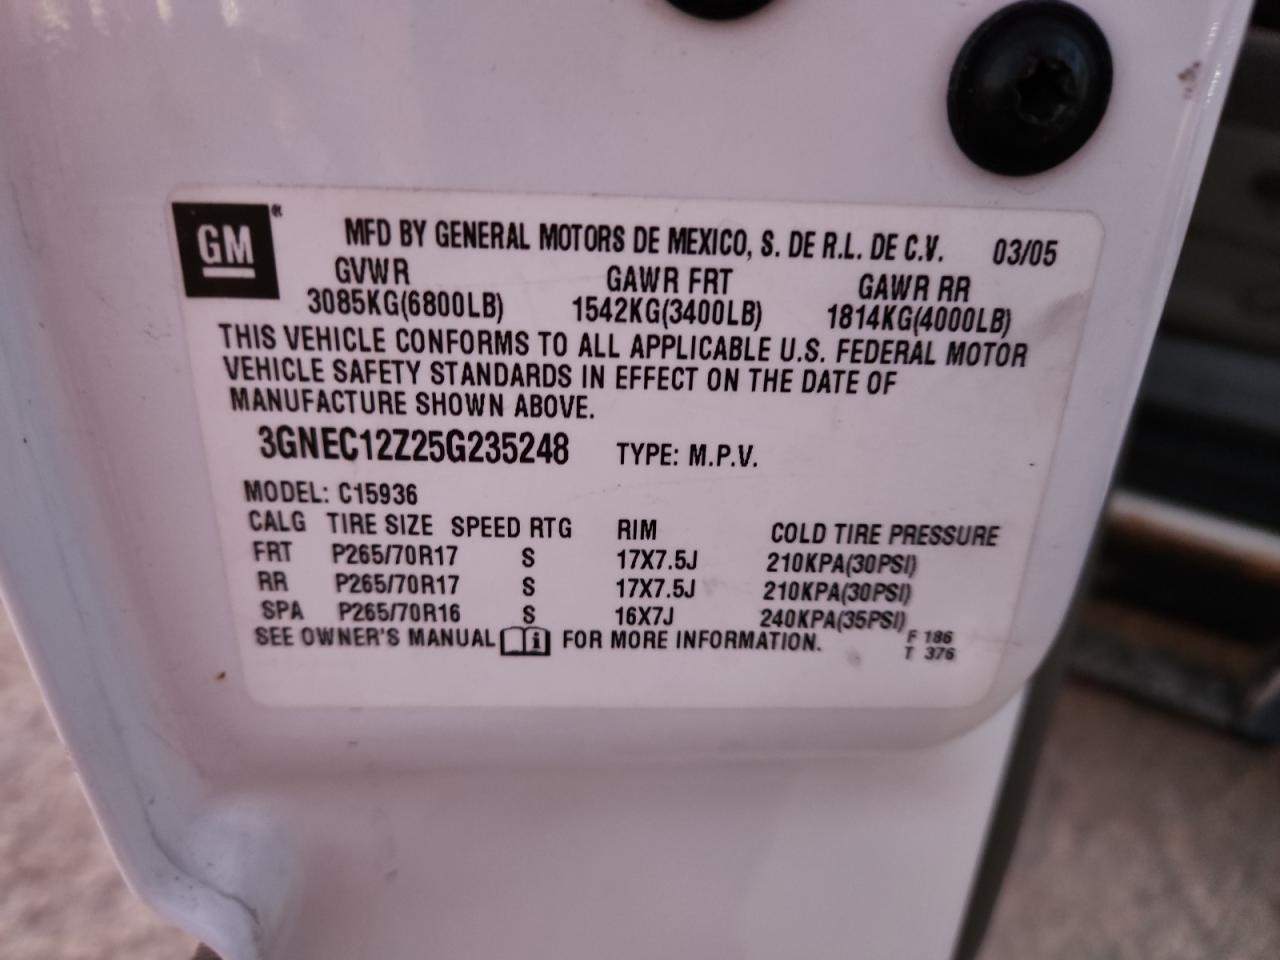 GM®
MFD BY GENERAL MOTORS DE MEXICO, S. DE R.L. DE C.V. 03/05
GVWR GAWR FRT GAWR RR
3085KG(6800LB) 1542KG(3400LB) 1814KG(4000LB)
THIS VEHICLE CONFORMS TO ALL APPLICABLE U.S. FEDERAL MOTOR
VEHICLE SAFETY STANDARDS IN EFFECT ON THE DATE OF
MANUFACTURE SHOWN ABOVE.
3GNEC12Z25G235248 TYPE: M.P.V.
MODEL: C15936
CALG TIRE SIZE SPEED RTG RIM COLD TIRE PRESSURE
FRT P265/70R17 S 17X7.5J 210KPA(30PSI)
RR P265/70R17 S 17X7.5J 210KPA(30PSI)
SPA P265/70R16 S 16X7J 240KPA(35PSI)
SEE OWNER'S MANUAL i FOR MORE INFORMATION. F 186
T 376